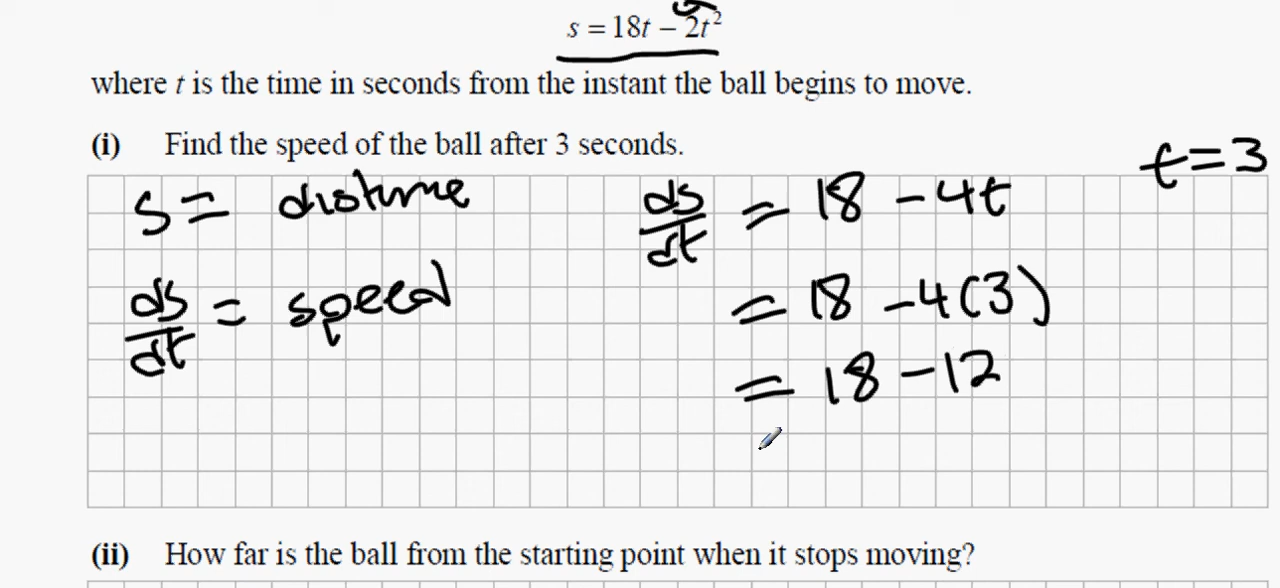 s = 18t − 2t²
where t is the time in seconds from the instant the ball begins to move.
(i) Find the speed of the ball after 3 seconds.
t = 3
s = distance
ds/dt = speed
ds/dt = 18 − 4t
= 18 − 4(3)
= 18 − 12
(ii) How far is the ball from the starting point when it stops moving?